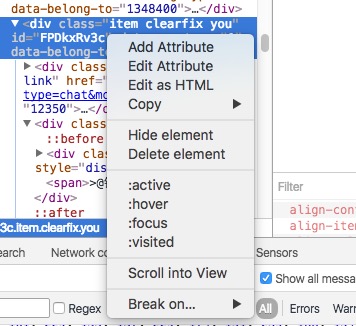 data-belong-to="1348400">…</div>
▼<div class="item clearfix you"
id="FPDkxRv3c
data-belong-to=
▶<div class
link" href="
type=chat&mo
"12350">…</d
▼<div class
::before
▶<div clas
style="dis
<span>>@
</div>
::after
Add Attribute
Edit Attribute
Edit as HTML
Copy
Hide element
Delete element
:active
:hover
:focus
:visited
Scroll into View
Break on...
3c.item.clearfix.you
Filter
align-con
align-ite
earch
Network co
Sensors
Show all messa
Regex
All
Errors
Warn